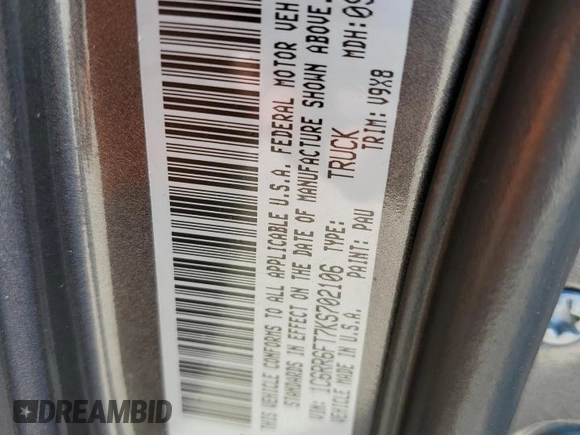 THIS VEHICLE CONFORMS TO ALL APPLICABLE U.S.A. FEDERAL MOTOR VEH
STANDARDS IN EFFECT ON THE DATE OF MANUFACTURE SHOWN ABOVE.
VIN: 1C6RR6FT7KS702106 TYPE: TRUCK MDH:09
VEHICLE MADE IN U.S.A. PAINT: PAU TRIM: V9X8
DREAMBID